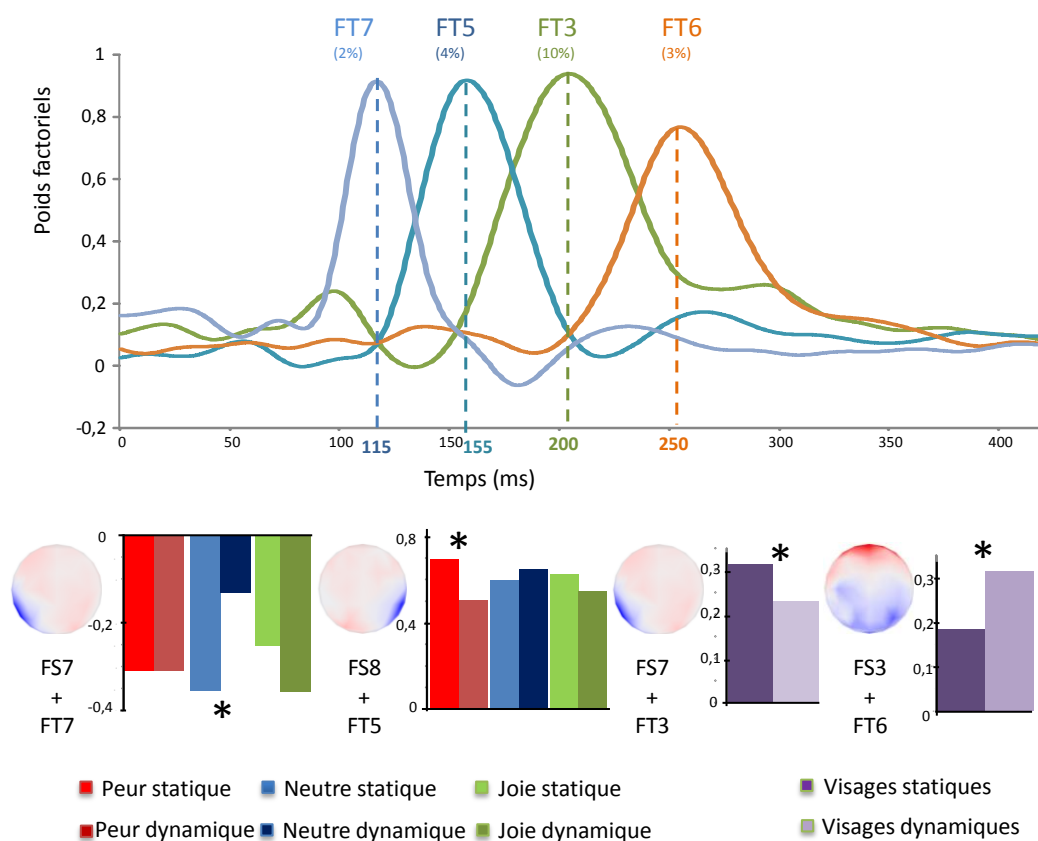 FT7 FT5 FT3 FT6
(2%) (4%) (10%) (3%)
1
0,8
0,6
0,4
0,2
0
-0,2
Poids factoriels
0 50 100 150 200 250 300 350 400
115 155 200 250
Temps (ms)
0
-0,2
-0,4
*
FS7
+
FT7
0,8
0,4
0
*
FS8
+
FT5
0,3
0,2
0,1
0
*
FS7
+
FT3
0,3
0,2
0,1
0
*
FS3
+
FT6
Peur statique Neutre statique Joie statique Visages statiques
Peur dynamique Neutre dynamique Joie dynamique Visages dynamiques